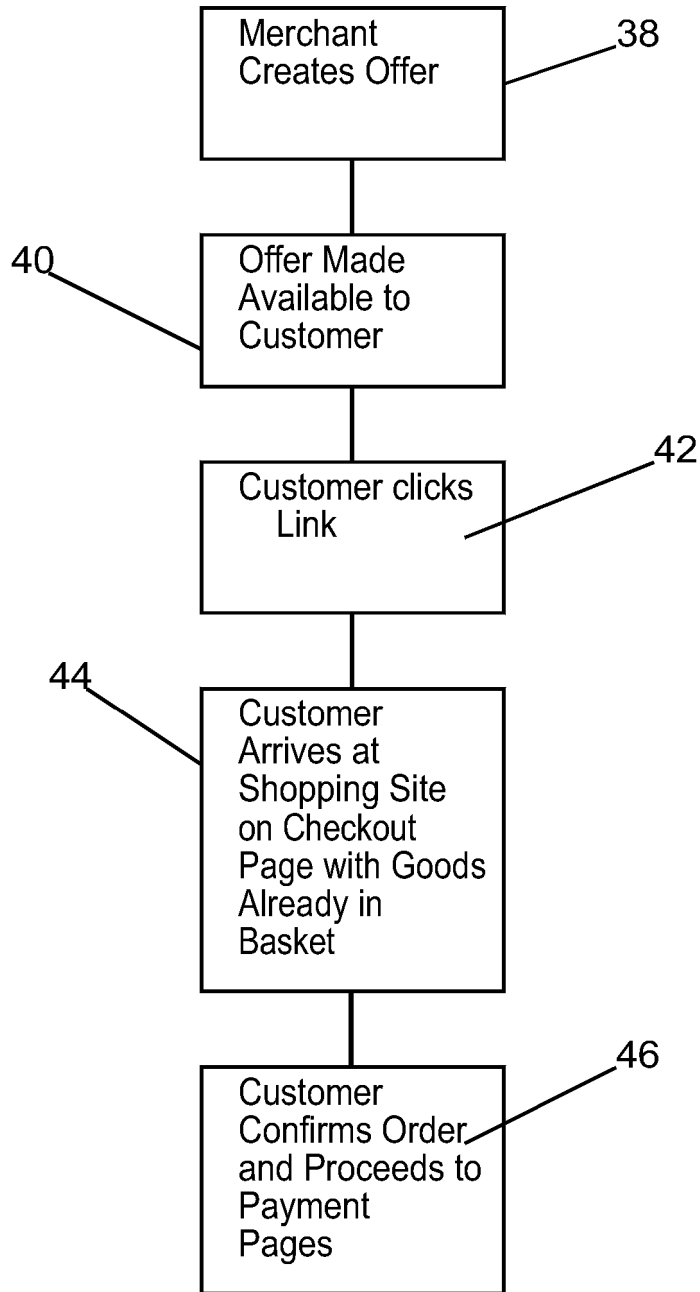 Merchant
Creates Offer
38
40
Offer Made
Available to
Customer
42
Customer clicks
Link
44
Customer
Arrives at
Shopping Site
on Checkout
Page with Goods
Already in
Basket
46
Customer
Confirms Order
and Proceeds to
Payment
Pages